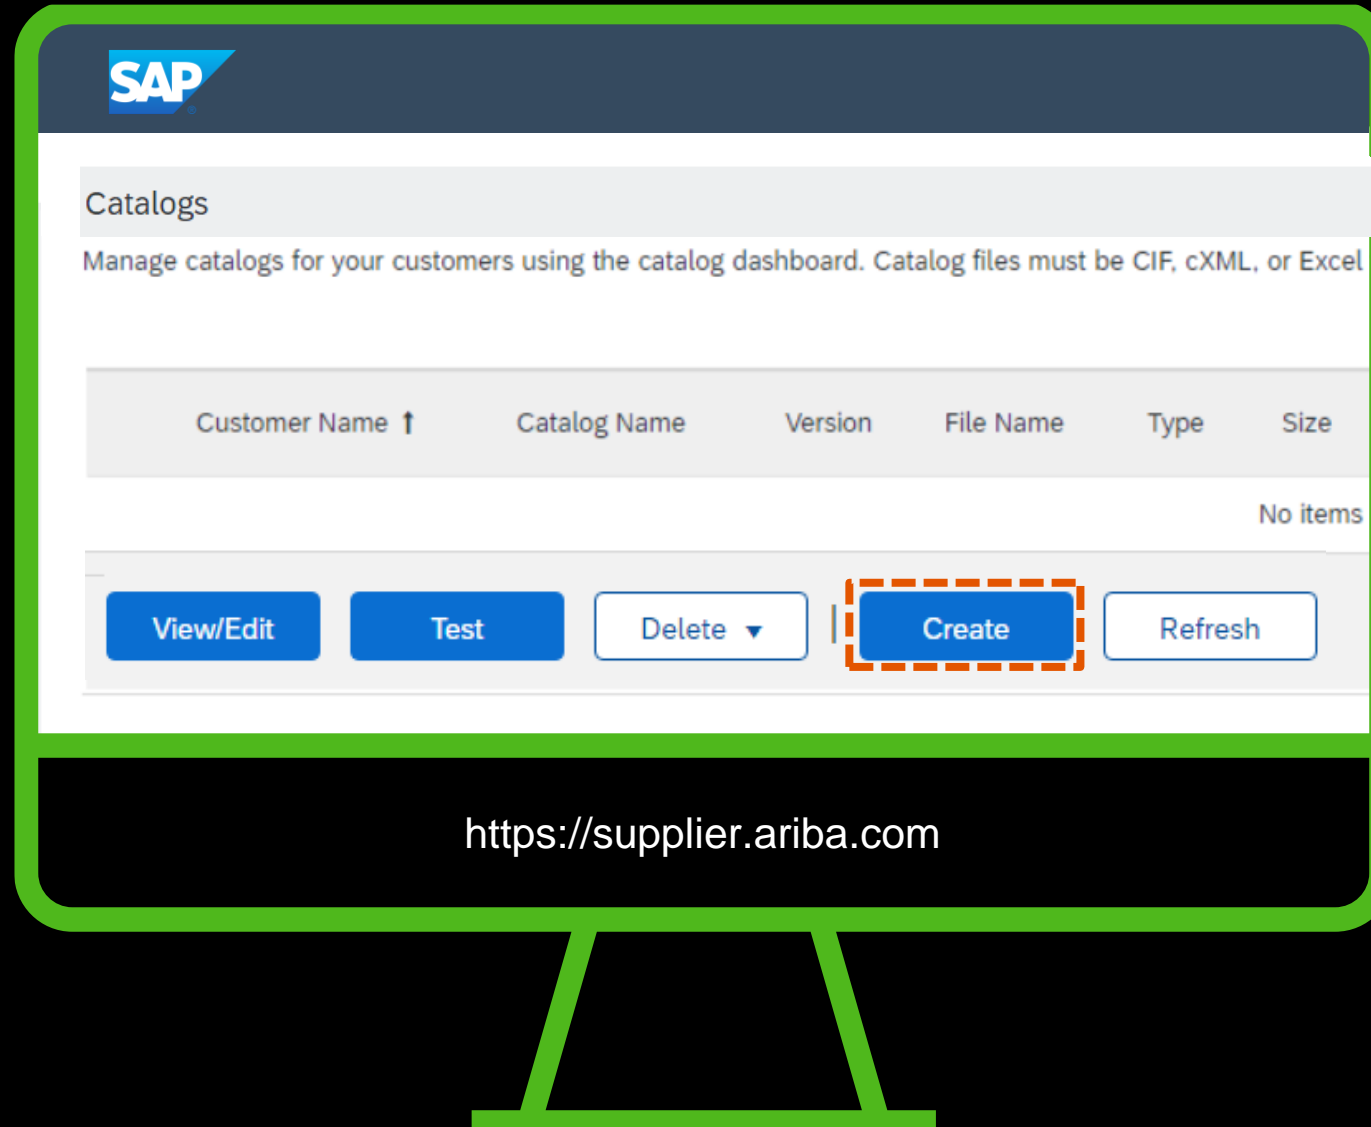 SAP
Catalogs
Manage catalogs for your customers using the catalog dashboard. Catalog files must be CIF, cXML, or Excel
Customer Name ↑ Catalog Name Version File Name Type Size
No items
View/Edit Test Delete ▼ | Create Refresh
https://supplier.ariba.com